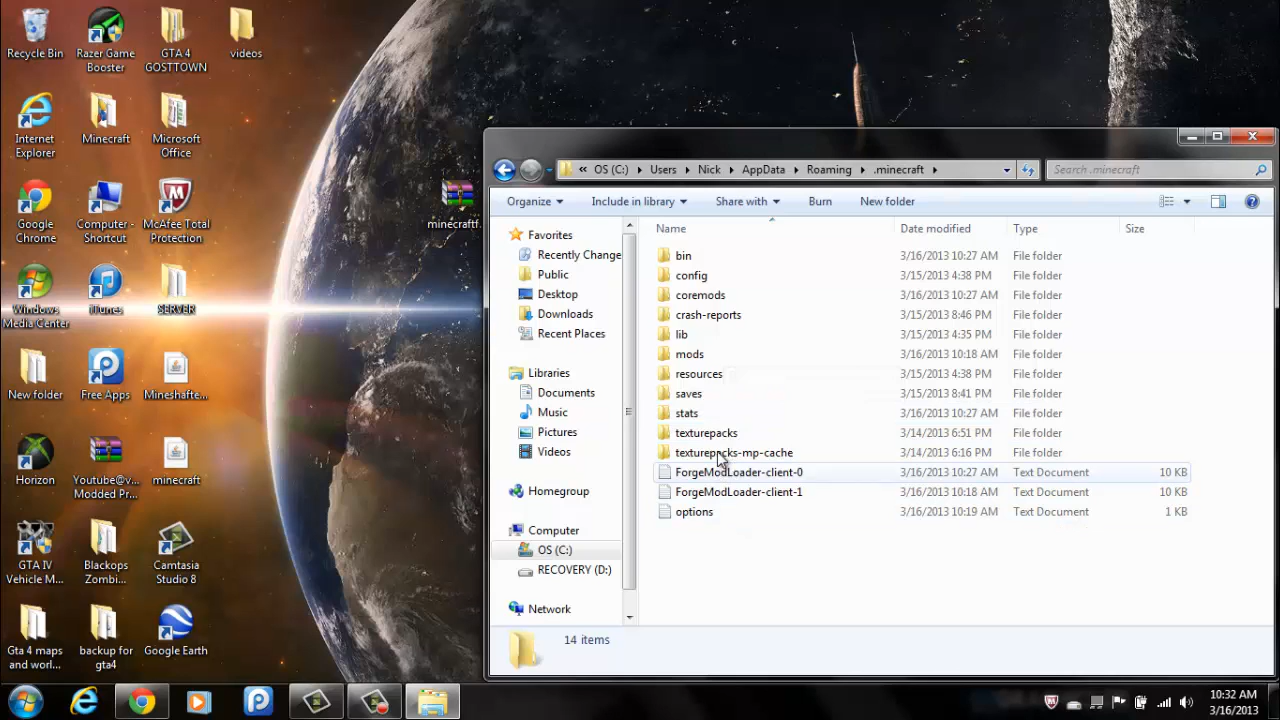 Recycle Bin
Razer Game
Booster
GTA 4
GOSTTOWN
videos
Internet
Explorer
Minecraft
Microsoft
Office
Google
Chrome
Computer -
Shortcut
McAfee Total
Protection
minecraftf
Windows
Media Center
iTunes
SERVER
New folder
Free Apps
Mineshafte...
Horizon
Youtube@v...
Modded Pr...
minecraft
GTA IV
Vehicle M...
Blackops
Zombi...
Camtasia
Studio 8
Gta 4 maps
and worl...
backup for
gta4
Google Earth
« OS (C:) Users Nick AppData Roaming .minecraft
Search .minecraft
Organize Include in library Share with Burn New folder
Name Date modified Type Size
Favorites
Recently Change
Public
Desktop
Downloads
Recent Places
Libraries
Documents
Music
Pictures
Videos
Homegroup
Computer
OS (C:)
RECOVERY (D:)
Network
bin 3/16/2013 10:27 AM File folder
config 3/15/2013 4:38 PM File folder
coremods 3/16/2013 10:27 AM File folder
crash-reports 3/15/2013 8:46 PM File folder
lib 3/15/2013 4:35 PM File folder
mods 3/16/2013 10:18 AM File folder
resources 3/15/2013 4:38 PM File folder
saves 3/15/2013 8:41 PM File folder
stats 3/16/2013 10:27 AM File folder
texturepacks 3/14/2013 6:51 PM File folder
texturepacks-mp-cache 3/14/2013 6:16 PM File folder
ForgeModLoader-client-0 3/16/2013 10:27 AM Text Document 10 KB
ForgeModLoader-client-1 3/16/2013 10:18 AM Text Document 10 KB
options 3/16/2013 10:19 AM Text Document 1 KB
14 items
10:32 AM
3/16/2013